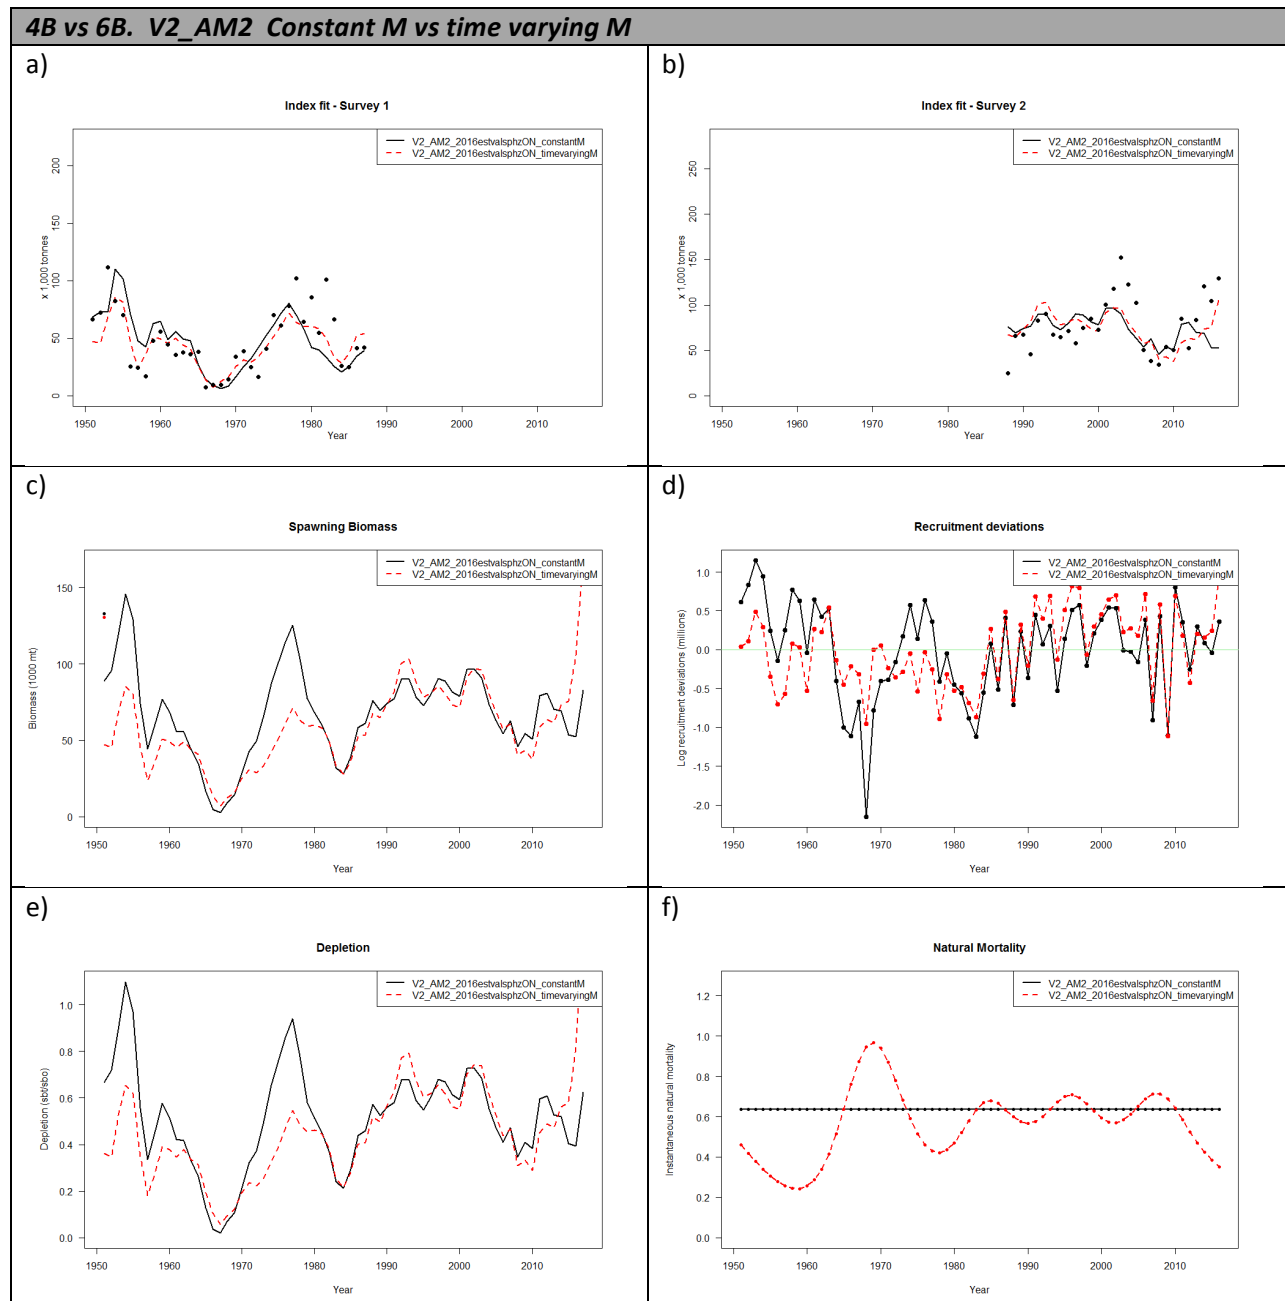 4B vs 6B.  V2_AM2  Constant M vs time varying M
a)
Index fit - Survey 1
V2_AM2_2016estvalsphzON_constantM
V2_AM2_2016estvalsphzON_timevaryingM
x 1,000 tonnes
0 50 100 150 200
1950 1960 1970 1980 1990 2000 2010
Year
b)
Index fit - Survey 2
V2_AM2_2016estvalsphzON_constantM
V2_AM2_2016estvalsphzON_timevaryingM
x 1,000 tonnes
0 50 100 150 200 250
1950 1960 1970 1980 1990 2000 2010
Year
c)
Spawning Biomass
V2_AM2_2016estvalsphzON_constantM
V2_AM2_2016estvalsphzON_timevaryingM
Biomass (1000 mt)
150
100
50
0
1950 1960 1970 1980 1990 2000 2010
Year
d)
Recruitment deviations
V2_AM2_2016estvalsphzON_constantM
V2_AM2_2016estvalsphzON_timevaryingM
Log recruitment deviations (millions)
1.0
0.5
0.0
-0.5
-1.0
-1.5
-2.0
1950 1960 1970 1980 1990 2000 2010
Year
e)
Depletion
V2_AM2_2016estvalsphzON_constantM
V2_AM2_2016estvalsphzON_timevaryingM
Depletion (sbt/sbo)
1.0
0.8
0.6
0.4
0.2
0.0
1950 1960 1970 1980 1990 2000 2010
Year
f)
Natural Mortality
V2_AM2_2016estvalsphzON_constantM
V2_AM2_2016estvalsphzON_timevaryingM
Instantaneous natural mortality
1.2
1.0
0.8
0.6
0.4
0.2
0.0
1950 1960 1970 1980 1990 2000 2010
Year